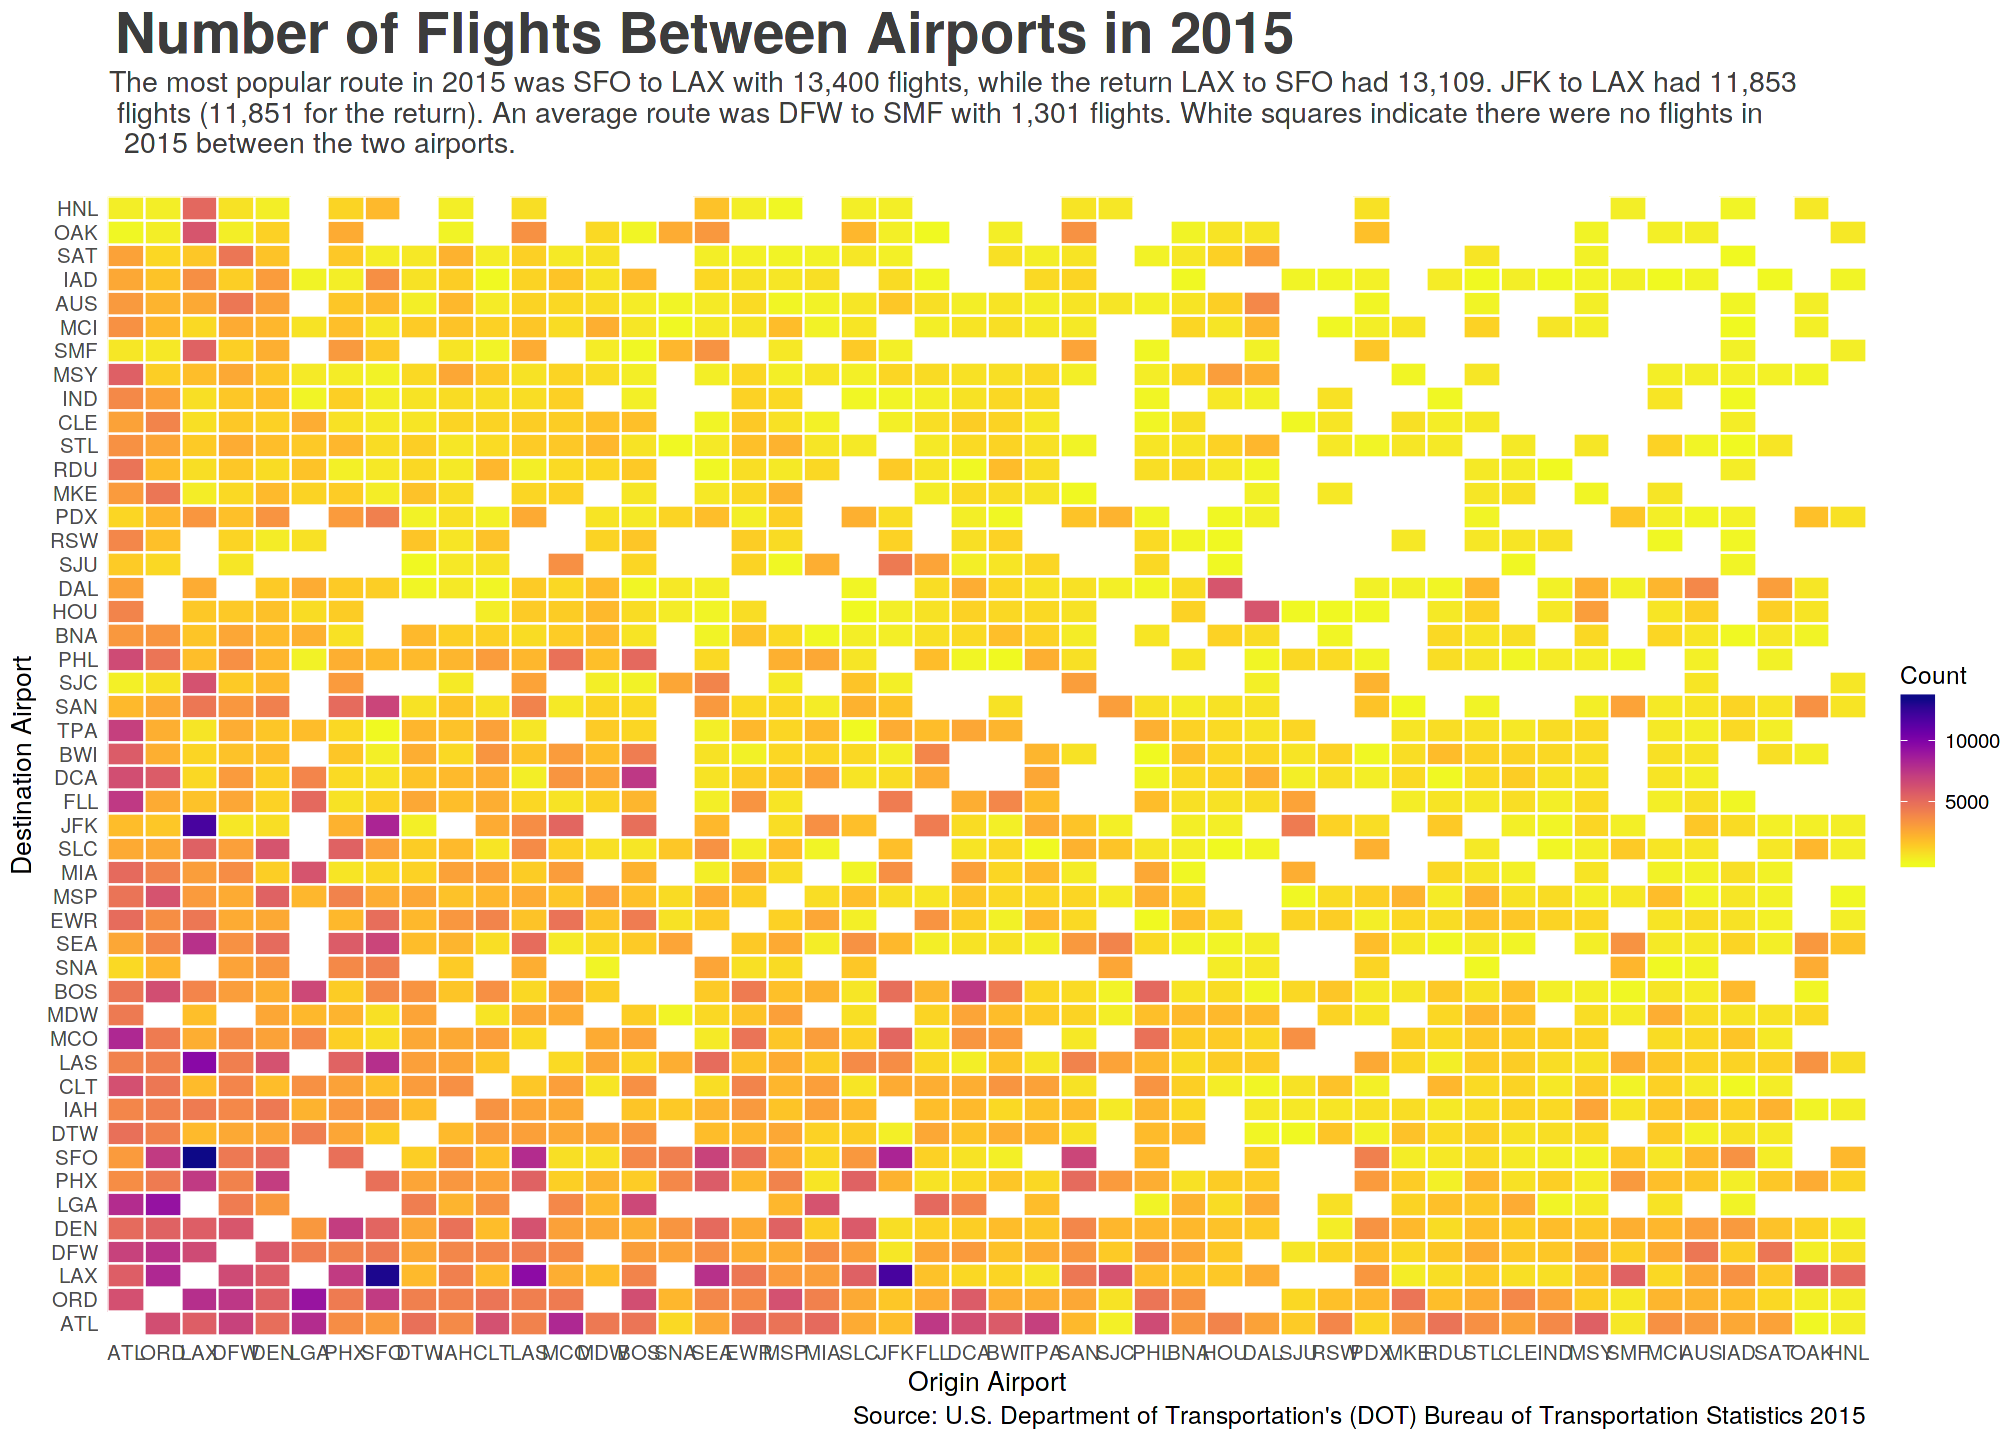 Number of Flights Between Airports in 2015
The most popular route in 2015 was SFO to LAX with 13,400 flights, while the return LAX to SFO had 13,109. JFK to LAX had 11,853
flights (11,851 for the return). An average route was DFW to SMF with 1,301 flights. White squares indicate there were no flights in
2015 between the two airports.
HNL
OAK
SAT
IAD
AUS
MCI
SMF
MSY
IND
CLE
STL
RDU
MKE
PDX
RSW
SJU
DAL
HOU
BNA
PHL
SJC
SAN
TPA
BWI
DCA
FLL
JFK
SLC
MIA
MSP
EWR
SEA
SNA
BOS
MDW
MCO
LAS
CLT
IAH
DTW
SFO
PHX
LGA
DEN
DFW
LAX
ORD
ATL
Destination Airport
Count
10000
5000
ATL ORD LAX DFW DEN LGA PHX SFO DTW IAH CLT LAS MCO MDW BOS SNA SEA EWR MSP MIA SLC JFK FLL DCA BWI TPA SAN SJC PHL BNA HOU DAL SJU RSW PDX MKE RDU STL CLE IND MSY SMF MCI AUS IAD SAT OAK HNL
Origin Airport
Source: U.S. Department of Transportation's (DOT) Bureau of Transportation Statistics 2015